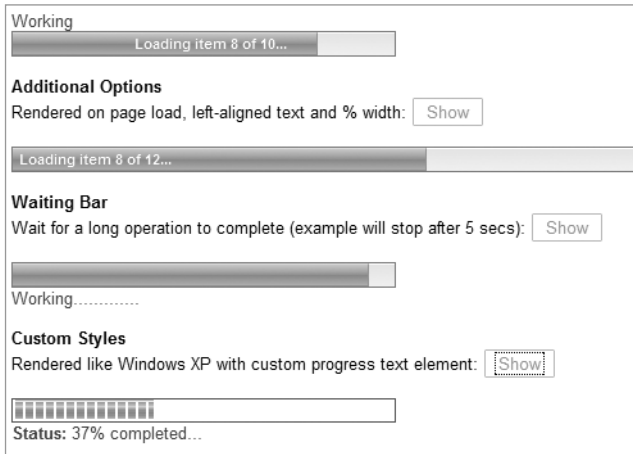 Working
Loading item 8 of 10...
Additional Options
Rendered on page load, left-aligned text and % width: Show
Loading item 8 of 12...
Waiting Bar
Wait for a long operation to complete (example will stop after 5 secs): Show
Working.............
Custom Styles
Rendered like Windows XP with custom progress text element: Show
Status: 37% completed...